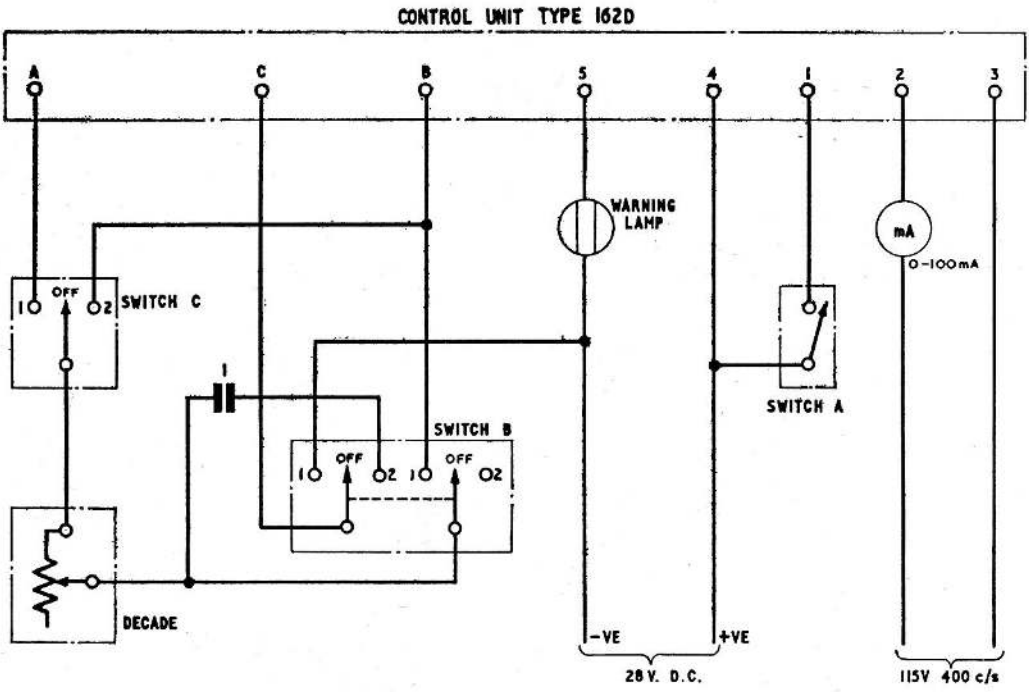 CONTROL UNIT TYPE 162D
A C B 5 4 1 2 3
WARNING
LAMP
mA
0-100mA
1 OFF 2
SWITCH C
SWITCH A
1
SWITCH B
1 OFF 2 1 OFF 2
DECADE
-VE +VE
28V. D.C.
115V 400 c/s